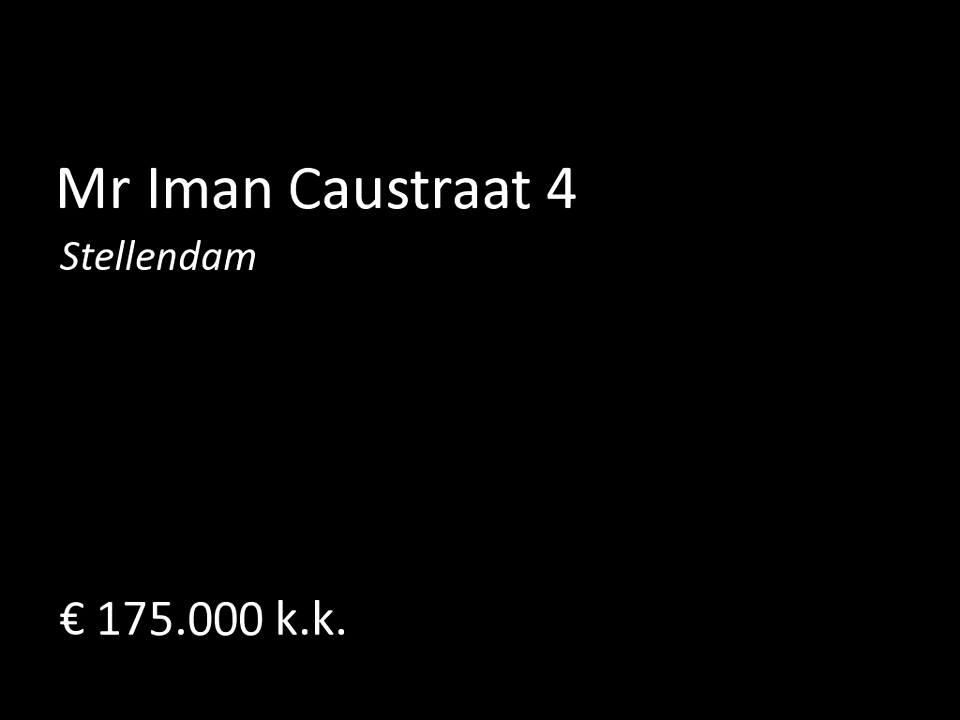 Mr Iman Caustraat 4
Stellendam
€ 175.000 k.k.